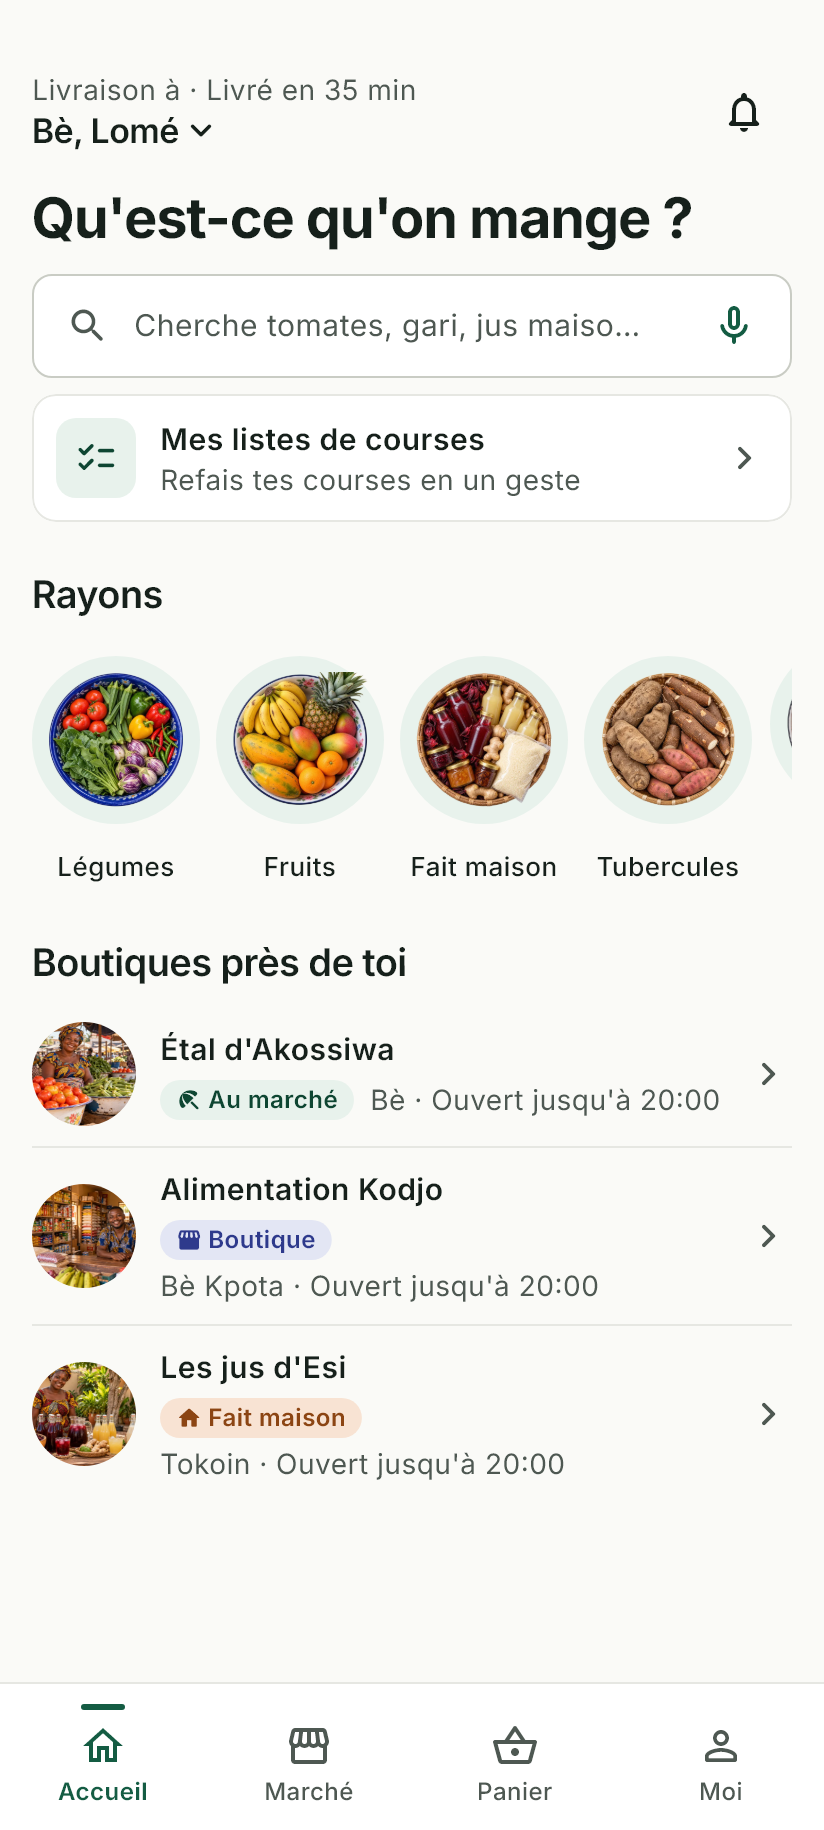 Livraison à · Livré en 35 min
Bè, Lomé
Qu'est-ce qu'on mange ?
Cherche tomates, gari, jus maiso...
Mes listes de courses
Refais tes courses en un geste
Rayons
Légumes
Fruits
Fait maison
Tubercules
Boutiques près de toi
Étal d'Akossiwa
Au marché Bè · Ouvert jusqu'à 20:00
Alimentation Kodjo
Boutique
Bè Kpota · Ouvert jusqu'à 20:00
Les jus d'Esi
Fait maison
Tokoin · Ouvert jusqu'à 20:00
Accueil
Marché
Panier
Moi